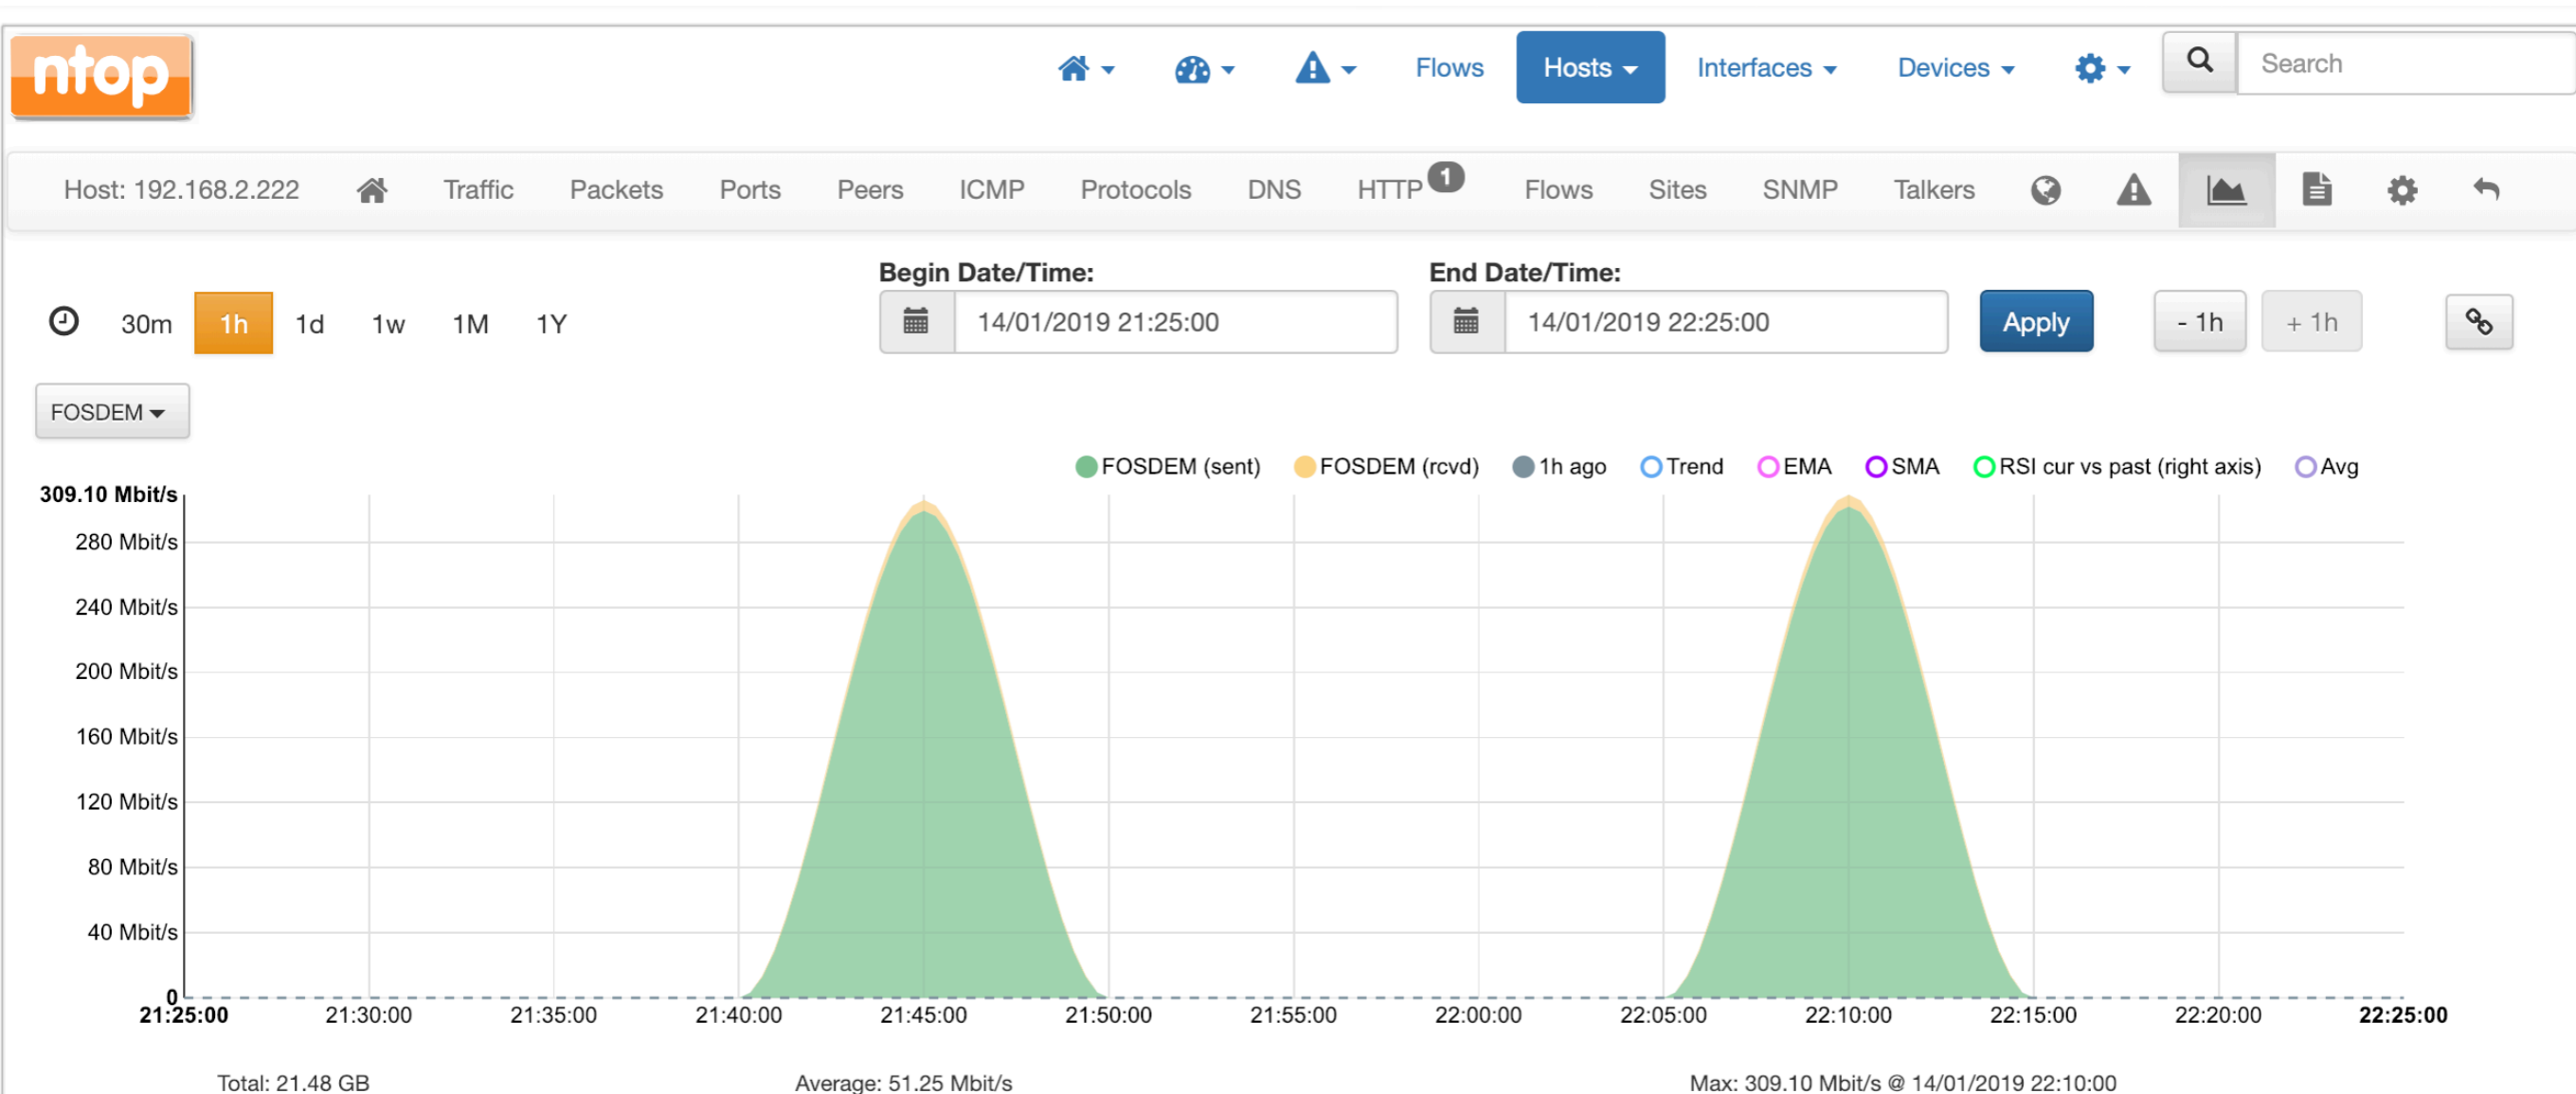 ntop
Flows Hosts Interfaces Devices Search
Host: 192.168.2.222 Traffic Packets Ports Peers ICMP Protocols DNS HTTP 1 Flows Sites SNMP Talkers
Begin Date/Time: End Date/Time:
30m 1h 1d 1w 1M 1Y 14/01/2019 21:25:00 14/01/2019 22:25:00 Apply - 1h + 1h
FOSDEM
FOSDEM (sent) FOSDEM (rcvd) 1h ago Trend EMA SMA RSI cur vs past (right axis) Avg
309.10 Mbit/s
280 Mbit/s
240 Mbit/s
200 Mbit/s
160 Mbit/s
120 Mbit/s
80 Mbit/s
40 Mbit/s
0
21:25:00 21:30:00 21:35:00 21:40:00 21:45:00 21:50:00 21:55:00 22:00:00 22:05:00 22:10:00 22:15:00 22:20:00 22:25:00
Total: 21.48 GB Average: 51.25 Mbit/s Max: 309.10 Mbit/s @ 14/01/2019 22:10:00